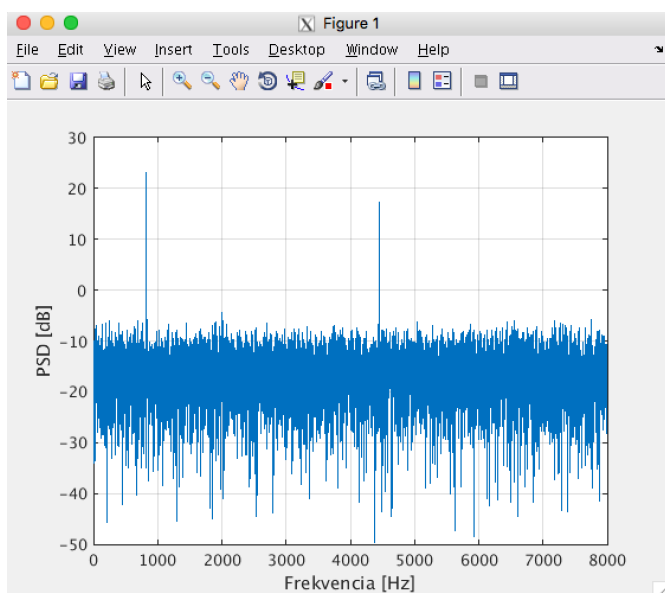 Figure 1
File Edit View Insert Tools Desktop Window Help
30
20
10
0
-10
-20
-30
-40
-50
PSD [dB]
0 1000 2000 3000 4000 5000 6000 7000 8000
Frekvencia [Hz]